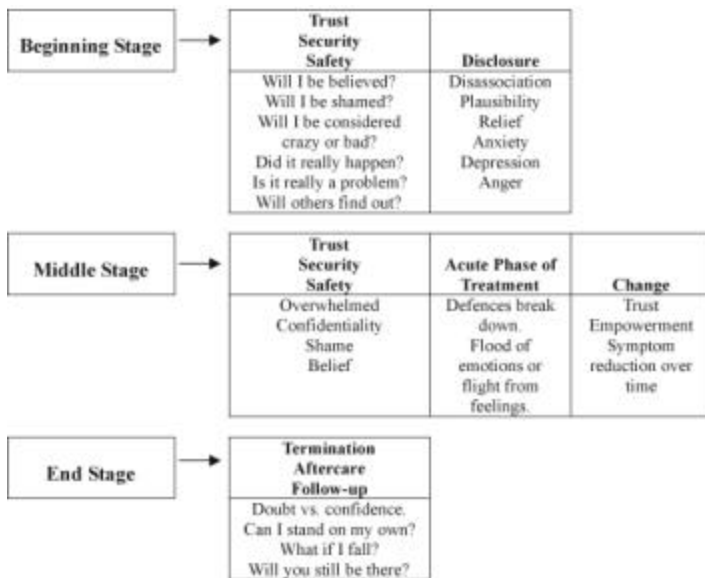 Beginning Stage
Trust
Security
Safety
Will I be believed?
Will I be shamed?
Will I be considered
crazy or bad?
Did it really happen?
Is it really a problem?
Will others find out?
Disclosure
Disassociation
Plausibility
Relief
Anxiety
Depression
Anger
Middle Stage
Trust
Security
Safety
Overwhelmed
Confidentiality
Shame
Belief
Acute Phase of
Treatment
Defences break
down.
Flood of
emotions or
flight from
feelings.
Change
Trust
Empowerment
Symptom
reduction over
time
End Stage
Termination
Aftercare
Follow-up
Doubt vs. confidence.
Can I stand on my own?
What if I fall?
Will you still be there?